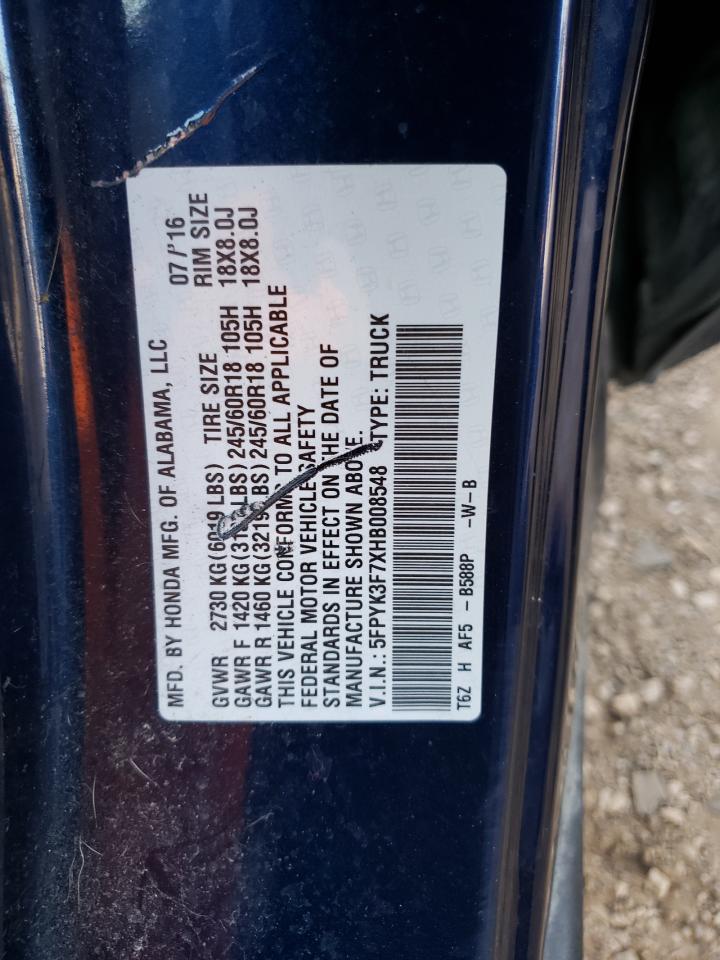 MFD. BY HONDA MFG. OF ALABAMA, LLC 07/'16
GVWR 2730 KG(6019 LBS) TIRE SIZE RIM SIZE
GAWR F 1420 KG( LBS) 245/60R18 105H 18X8.0J
GAWR R 1460 KG(3219 LBS) 245/60R18 105H 18X8.0J
THIS VEHICLE CONFORMS TO ALL APPLICABLE
FEDERAL MOTOR VEHICLE SAFETY
STANDARDS IN EFFECT ON THE DATE OF
MANUFACTURE SHOWN ABOVE.
V.I.N.: 5FPYK3F7XHB008548 TYPE: TRUCK
T6Z H AF5 - B588P -W-B